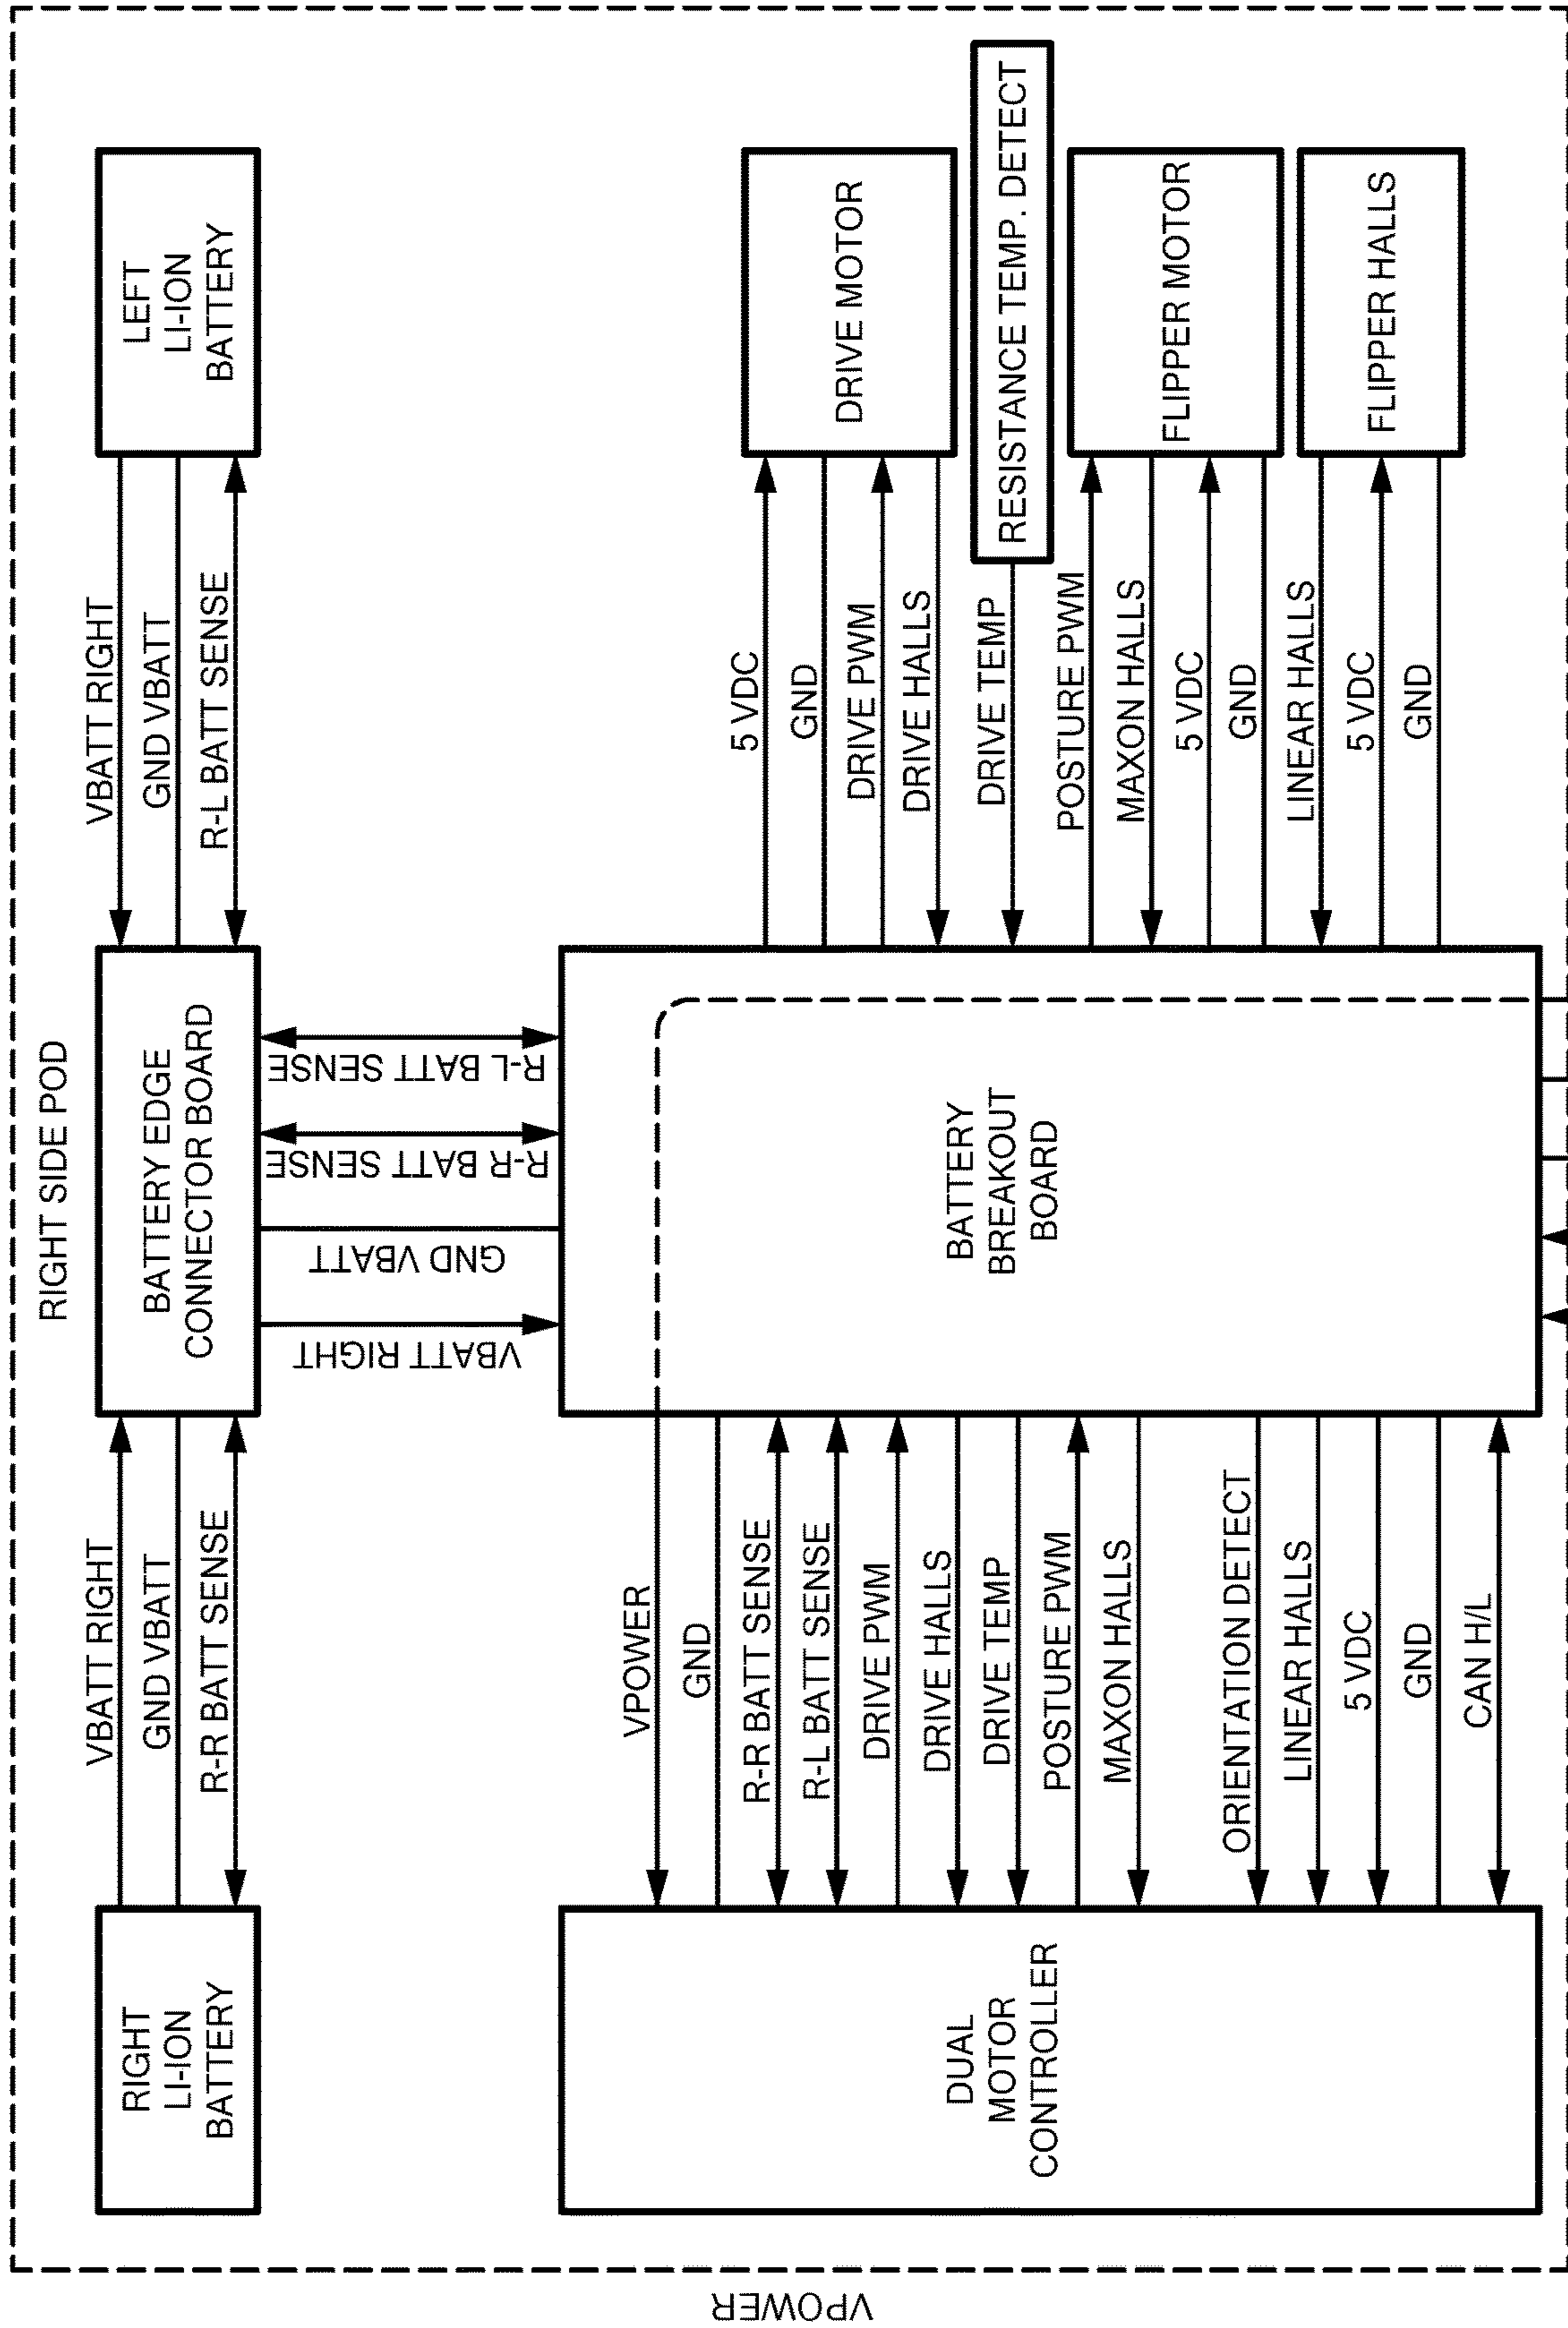 RIGHT SIDE POD
RIGHT
LI-ION
BATTERY
VBATT RIGHT
GND VBATT
R-R BATT SENSE
BATTERY EDGE
CONNECTOR BOARD
VBATT RIGHT
GND VBATT
R-L BATT SENSE
LEFT
LI-ION
BATTERY
VBATT RIGHT
GND VBATT
R-R BATT SENSE
R-L BATT SENSE
DUAL
MOTOR
CONTROLLER
VPOWER
GND
R-R BATT SENSE
R-L BATT SENSE
DRIVE PWM
DRIVE HALLS
DRIVE TEMP
POSTURE PWM
MAXON HALLS
ORIENTATION DETECT
LINEAR HALLS
5 VDC
GND
CAN H/L
BATTERY
BREAKOUT
BOARD
5 VDC
GND
DRIVE PWM
DRIVE HALLS
DRIVE TEMP
POSTURE PWM
MAXON HALLS
5 VDC
GND
LINEAR HALLS
5 VDC
GND
DRIVE MOTOR
RESISTANCE TEMP. DETECT
FLIPPER MOTOR
FLIPPER HALLS
VPOWER